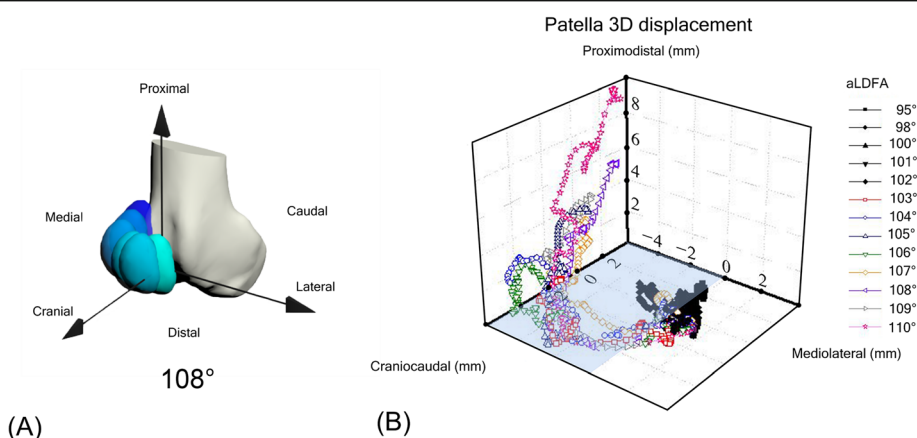 Patella 3D displacement
Proximodistal (mm)
Proximal
Medial
Caudal
Lateral
Cranial
Distal
108°
(A)
8
6
4
2
−4
−2
0
2
0
2
Craniocaudal (mm)
Mediolateral (mm)
(B)
aLDFA
95°
98°
100°
101°
102°
103°
104°
105°
106°
107°
108°
109°
110°